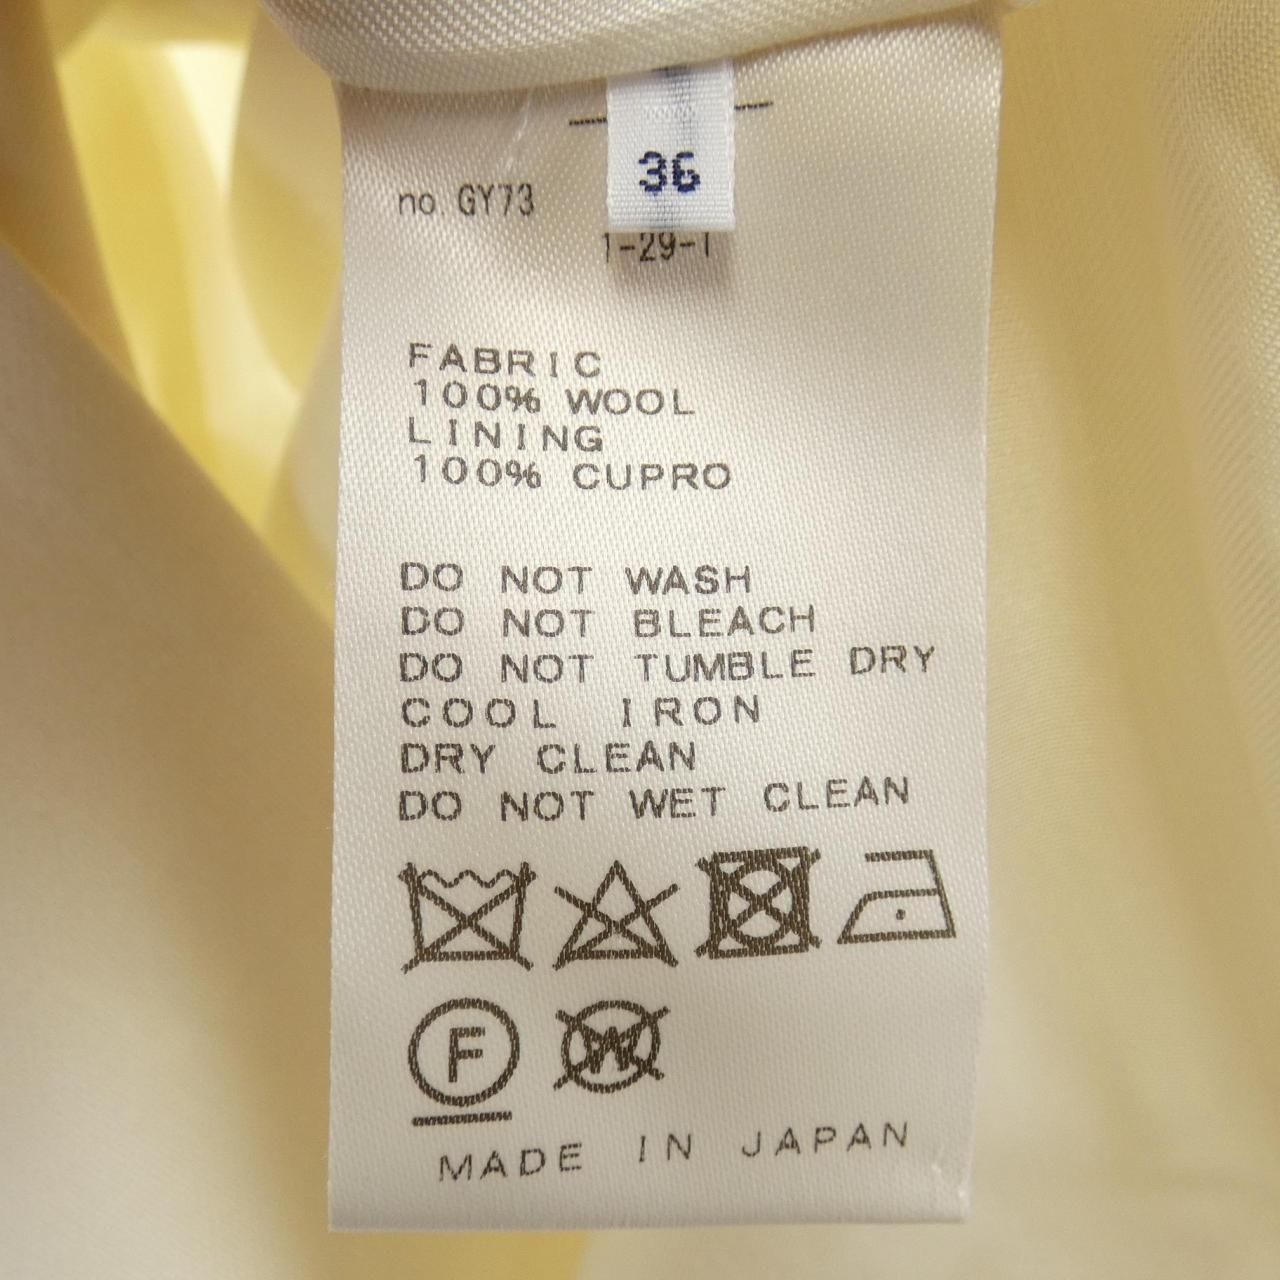 36
no. GY73
1-29-1
FABRIC
100% WOOL
LINING
100% CUPRO
DO NOT WASH
DO NOT BLEACH
DO NOT TUMBLE DRY
COOL IRON
DRY CLEAN
DO NOT WET CLEAN
F W
MADE IN JAPAN